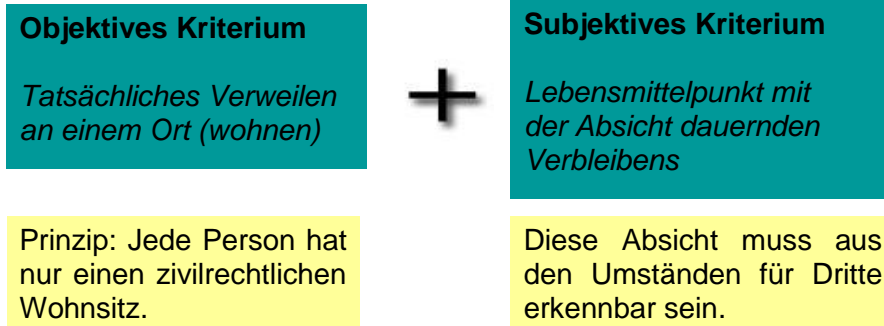 Objektives Kriterium
Tatsächliches Verweilen
an einem Ort (wohnen)
+
Subjektives Kriterium
Lebensmittelpunkt mit
der Absicht dauernden
Verbleibens
Prinzip: Jede Person hat
nur einen zivilrechtlichen
Wohnsitz.
Diese Absicht muss aus
den Umständen für Dritte
erkennbar sein.